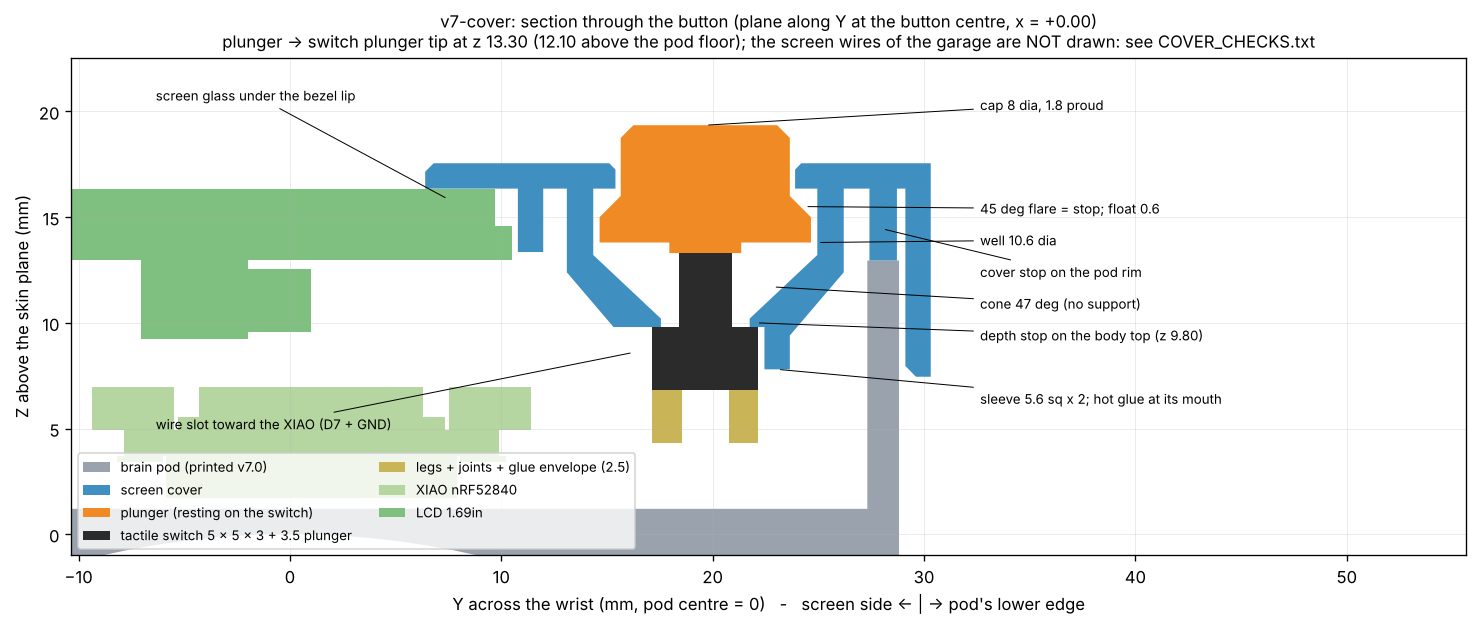 v7-cover: section through the button (plane along Y at the button centre, x = +0.00)
plunger → switch plunger tip at z 13.30 (12.10 above the pod floor); the screen wires of the garage are NOT drawn: see COVER_CHECKS.txt
screen glass under the bezel lip
cap 8 dia, 1.8 proud
45 deg flare = stop; float 0.6
well 10.6 dia
cover stop on the pod rim
cone 47 deg (no support)
depth stop on the body top (z 9.80)
sleeve 5.6 sq x 2; hot glue at its mouth
wire slot toward the XIAO (D7 + GND)
brain pod (printed v7.0)
screen cover
plunger (resting on the switch)
tactile switch 5 × 5 × 3 + 3.5 plunger
legs + joints + glue envelope (2.5)
XIAO nRF52840
LCD 1.69in
Z above the skin plane (mm)
20
15
10
5
0
−10
0
10
20
30
40
50
Y across the wrist (mm, pod centre = 0) - screen side ← | → pod's lower edge